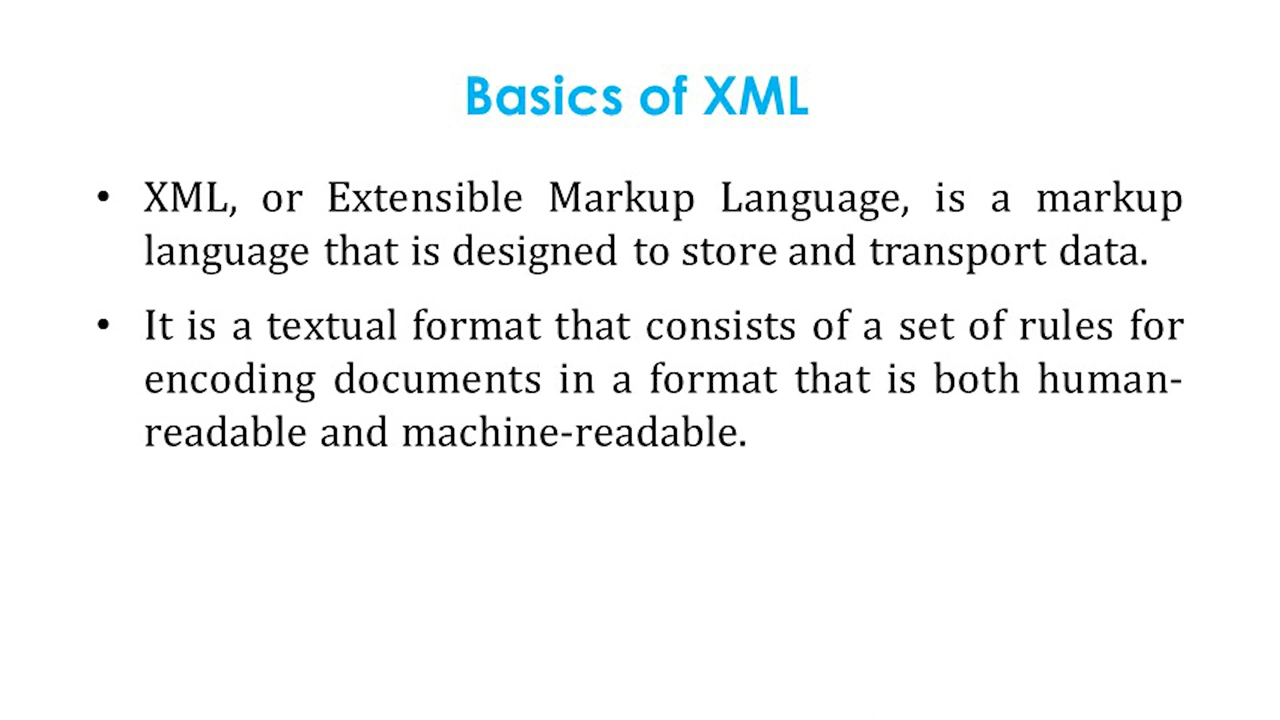 Basics of XML
• XML, or Extensible Markup Language, is a markup
language that is designed to store and transport data.
• It is a textual format that consists of a set of rules for
encoding documents in a format that is both human-
readable and machine-readable.